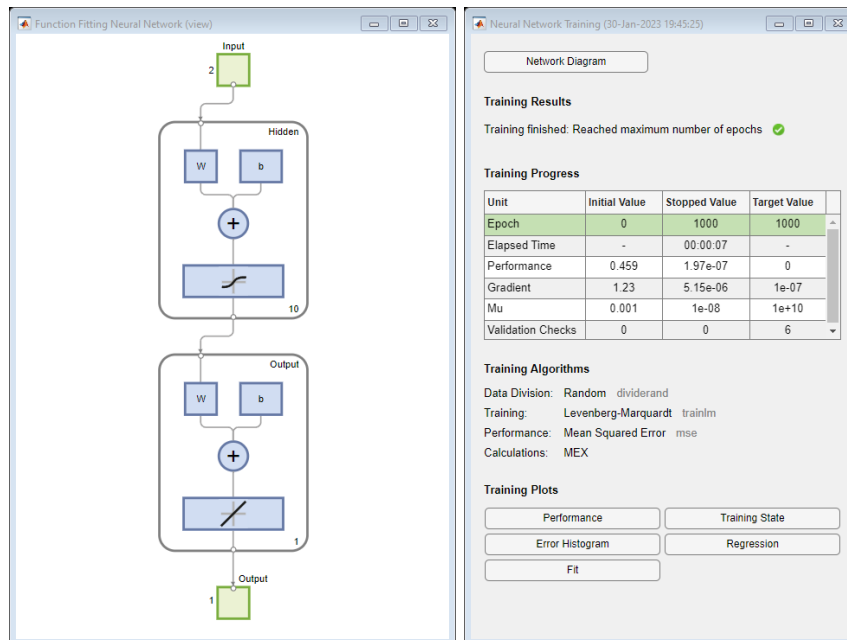 Function Fitting Neural Network (view)
Input
2
Hidden
W
b
+
10
Output
W
b
+
1
Output
1
Neural Network Training (30-Jan-2023 19:45:25)
Network Diagram
Training Results
Training finished: Reached maximum number of epochs
Training Progress
Unit Initial Value Stopped Value Target Value
Epoch 0 1000 1000
Elapsed Time - 00:00:07 -
Performance 0.459 1.97e-07 0
Gradient 1.23 5.15e-06 1e-07
Mu 0.001 1e-08 1e+10
Validation Checks 0 0 6
Training Algorithms
Data Division: Random dividerand
Training: Levenberg-Marquardt trainlm
Performance: Mean Squared Error mse
Calculations: MEX
Training Plots
Performance Training State
Error Histogram Regression
Fit